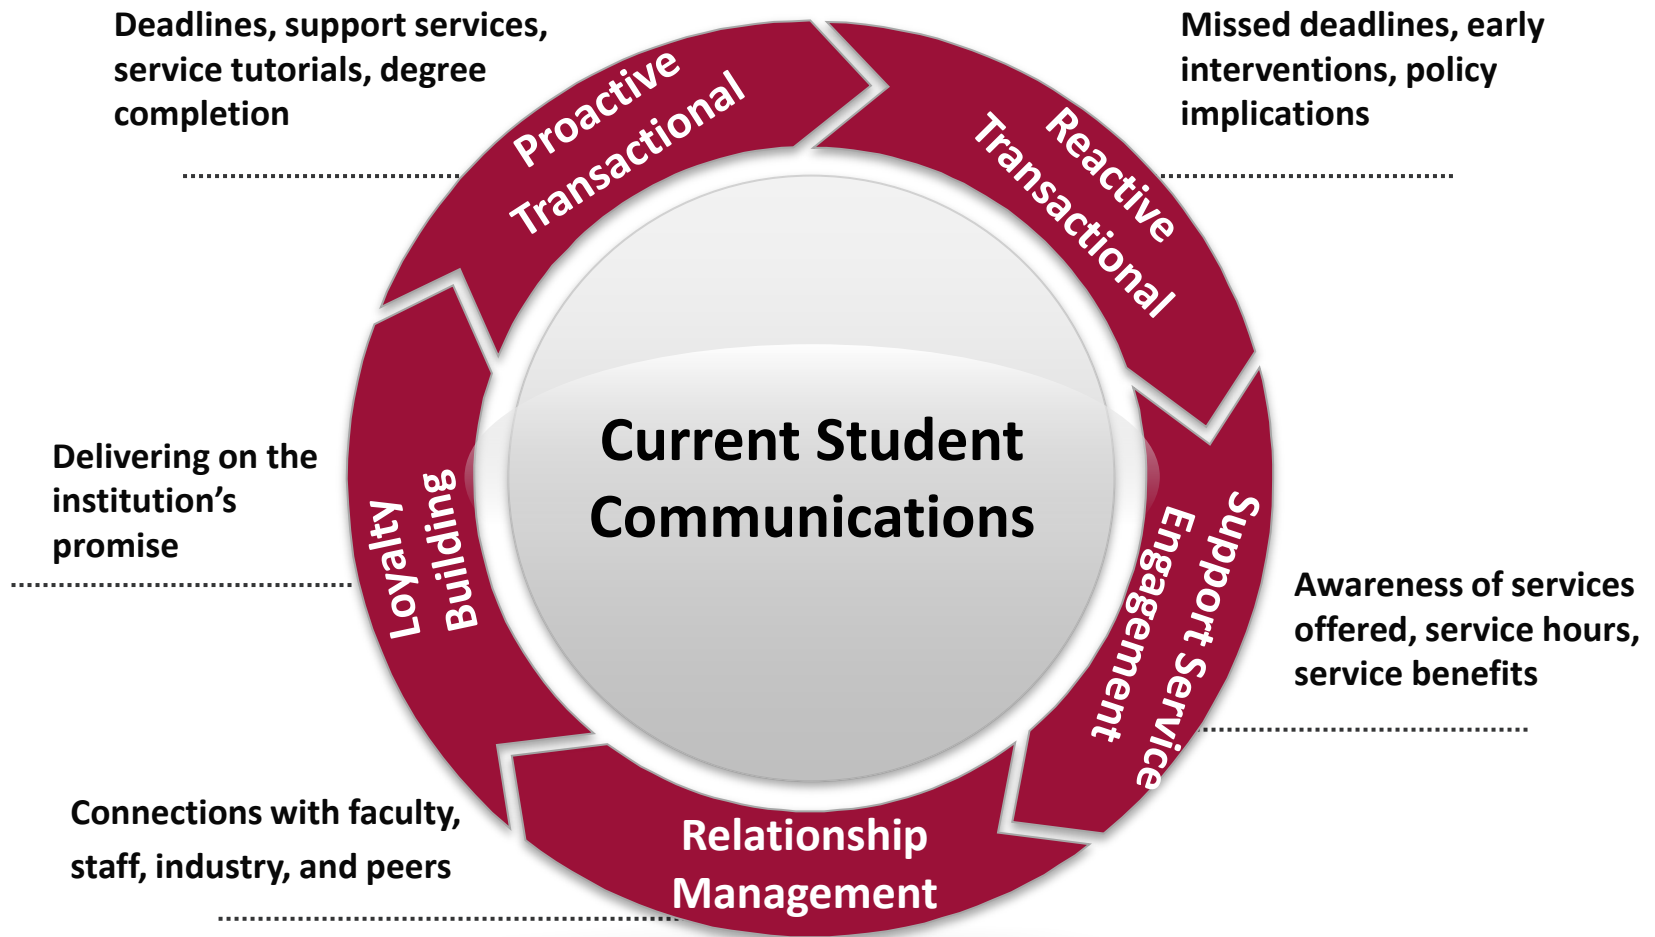 Deadlines, support services,
service tutorials, degree
completion
Missed deadlines, early
interventions, policy
implications
Proactive
Transactional
Reactive
Transactional
Current Student
Communications
Delivering on the
institution’s
promise
Loyalty
Building
Support Service
Engagement
Awareness of services
offered, service hours,
service benefits
Connections with faculty,
staff, industry, and peers
Relationship
Management